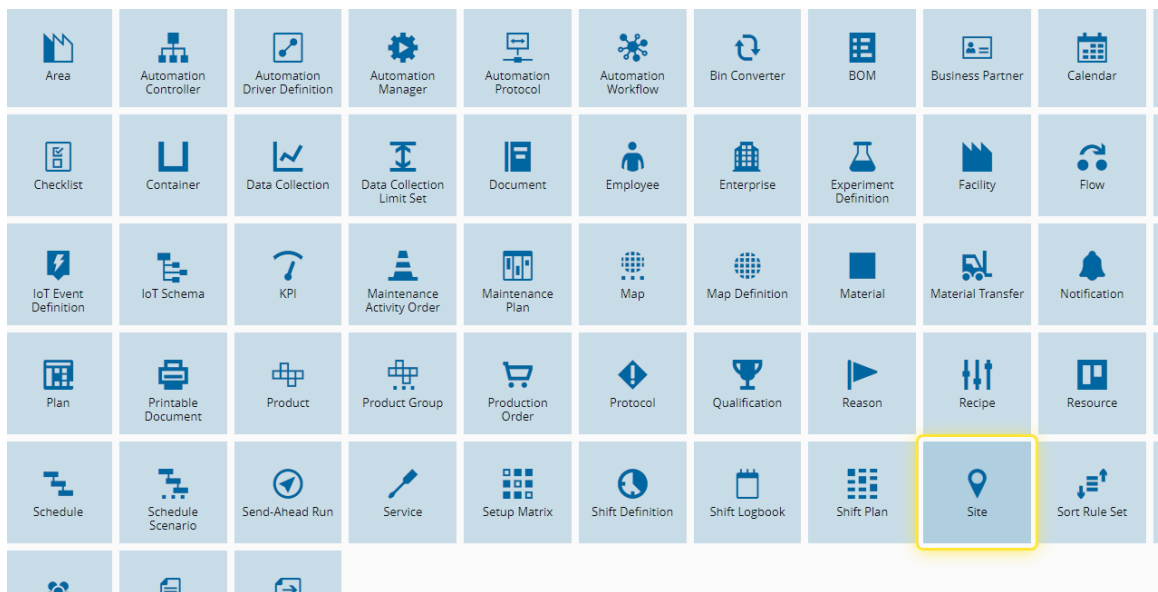 Area
Automation
Controller
Automation
Driver Definition
Automation
Manager
Automation
Protocol
Automation
Workflow
Bin Converter
BOM
Business Partner
Calendar
Checklist
Container
Data Collection
Data Collection
Limit Set
Document
Employee
Enterprise
Experiment
Definition
Facility
Flow
IoT Event
Definition
IoT Schema
KPI
Maintenance
Activity Order
Maintenance
Plan
Map
Map Definition
Material
Material Transfer
Notification
Plan
Printable
Document
Product
Product Group
Production
Order
Protocol
Qualification
Reason
Recipe
Resource
Schedule
Schedule
Scenario
Send-Ahead Run
Service
Setup Matrix
Shift Definition
Shift Logbook
Shift Plan
Site
Sort Rule Set